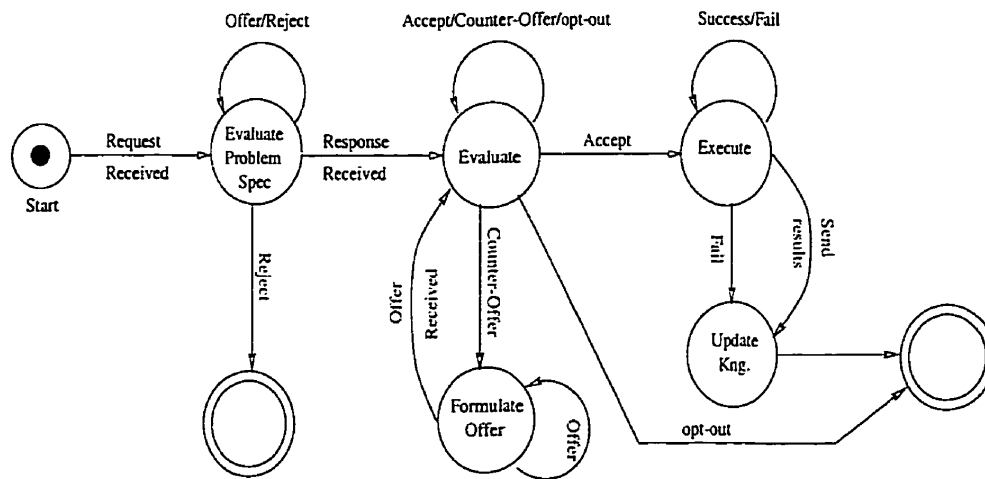 Offer/Reject
Accept/Counter-Offer/opt-out
Success/Fail
Request
Received
Start
Evaluate
Problem
Spec
Response
Received
Evaluate
Accept
Execute
Reject
Offer
Received
Counter-Offer
Fail
Send
results
Update
Kng.
Formulate
Offer
Offer
opt-out